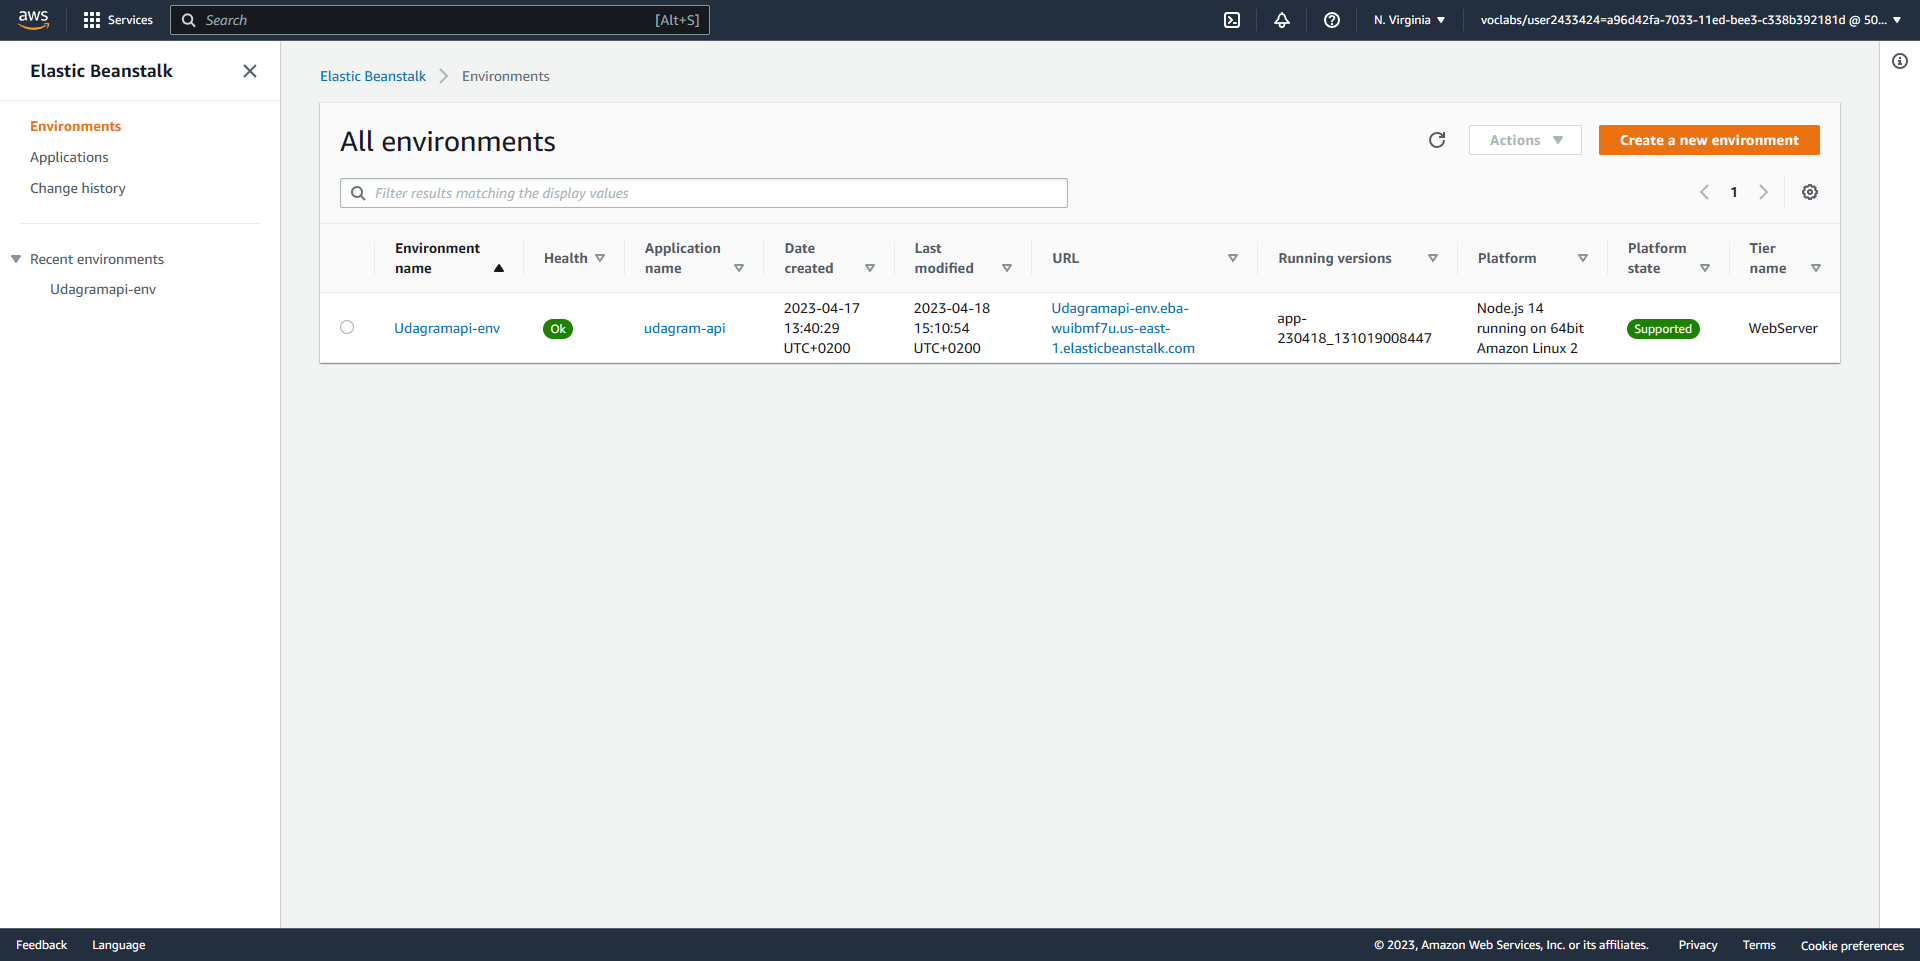 aws
Services
Search
[Alt+S]
N. Virginia
voclabs/user2433424=a96d42fa-7033-11ed-bee3-c338b392181d @ 50...
Elastic Beanstalk
Environments
Applications
Change history
Recent environments
Udagramapi-env
Elastic Beanstalk
Environments
All environments
Actions
Create a new environment
Filter results matching the display values
1
Environment
name
Health
Application
name
Date
created
Last
modified
URL
Running versions
Platform
Platform
state
Tier
name
Udagramapi-env
Ok
udagram-api
2023-04-17
13:40:29
UTC+0200
2023-04-18
15:10:54
UTC+0200
Udagramapi-env.eba-
wuibmf7u.us-east-
1.elasticbeanstalk.com
app-
230418_131019008447
Node.js 14
running on 64bit
Amazon Linux 2
Supported
WebServer
Feedback
Language
© 2023, Amazon Web Services, Inc. or its affiliates.
Privacy
Terms
Cookie preferences